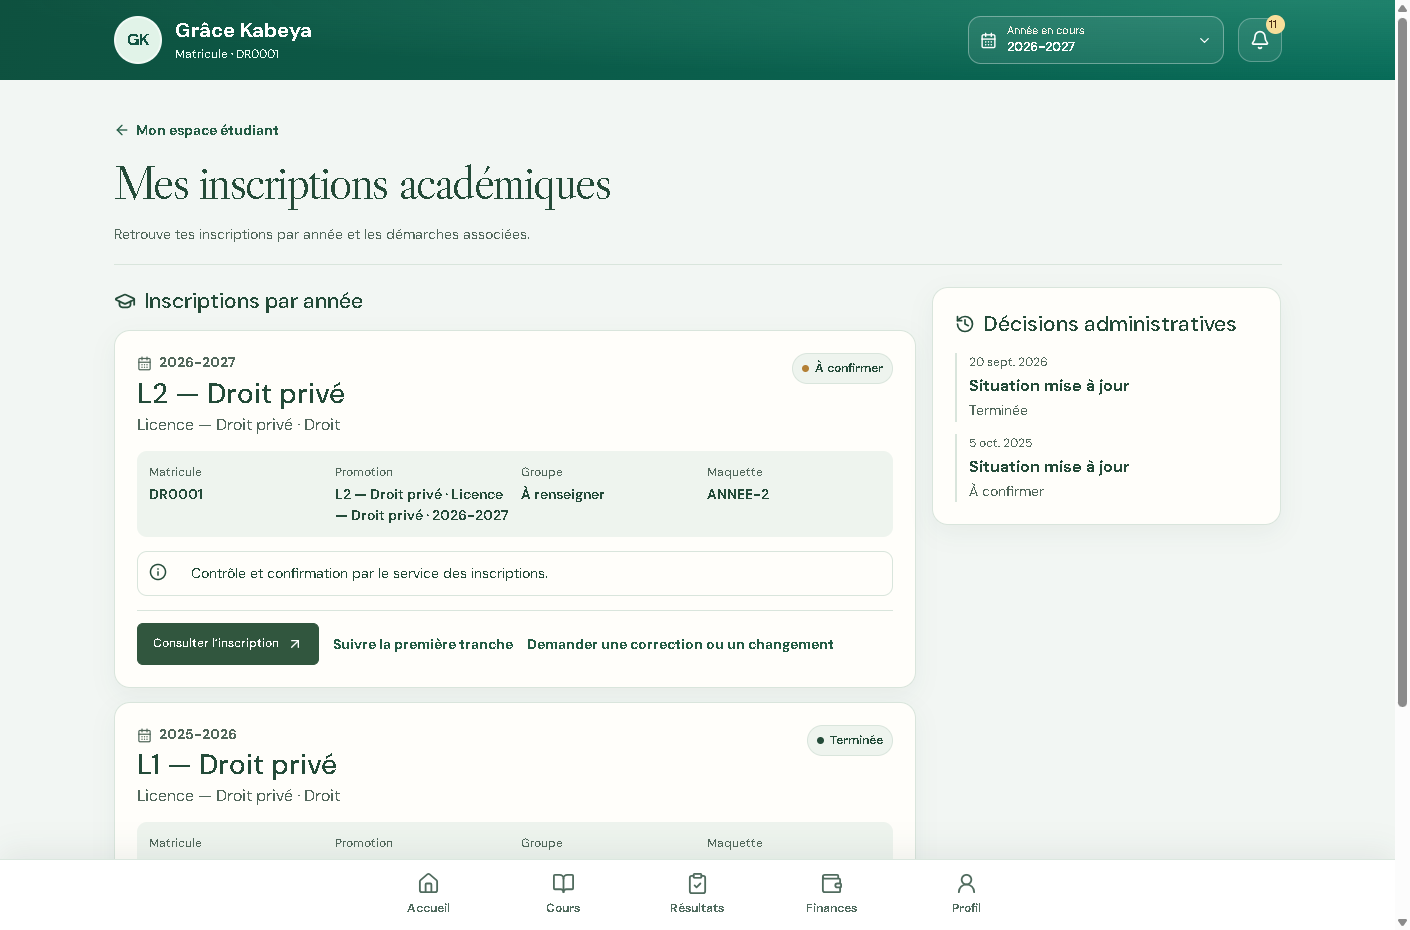 GK
Grâce Kabeya
Matricule · DR0001
Année en cours
2026-2027
11
Mon espace étudiant
Mes inscriptions académiques
Retrouve tes inscriptions par année et les démarches associées.
Inscriptions par année
2026-2027
À confirmer
L2 — Droit privé
Licence — Droit privé · Droit
Matricule
Promotion
Groupe
Maquette
DR0001
L2 — Droit privé · Licence
— Droit privé · 2026-2027
À renseigner
ANNEE-2
Contrôle et confirmation par le service des inscriptions.
Consulter l'inscription
Suivre la première tranche
Demander une correction ou un changement
2025-2026
Terminée
L1 — Droit privé
Licence — Droit privé · Droit
Matricule
Promotion
Groupe
Maquette
Décisions administratives
20 sept. 2026
Situation mise à jour
Terminée
5 oct. 2025
Situation mise à jour
À confirmer
Accueil
Cours
Résultats
Finances
Profil